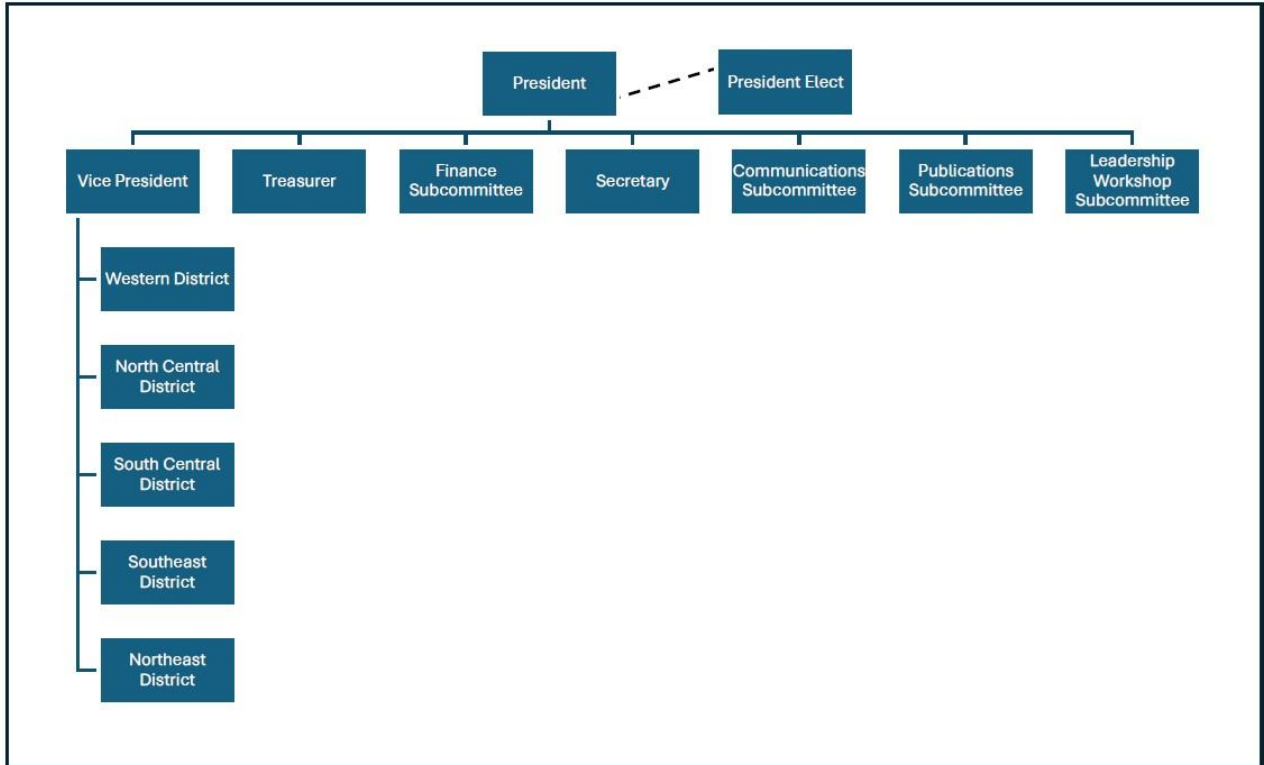 President
President Elect
Vice President
Treasurer
Finance
Subcommittee
Secretary
Communications
Subcommittee
Publications
Subcommittee
Leadership
Workshop
Subcommittee
Western District
North Central
District
South Central
District
Southeast
District
Northeast
District